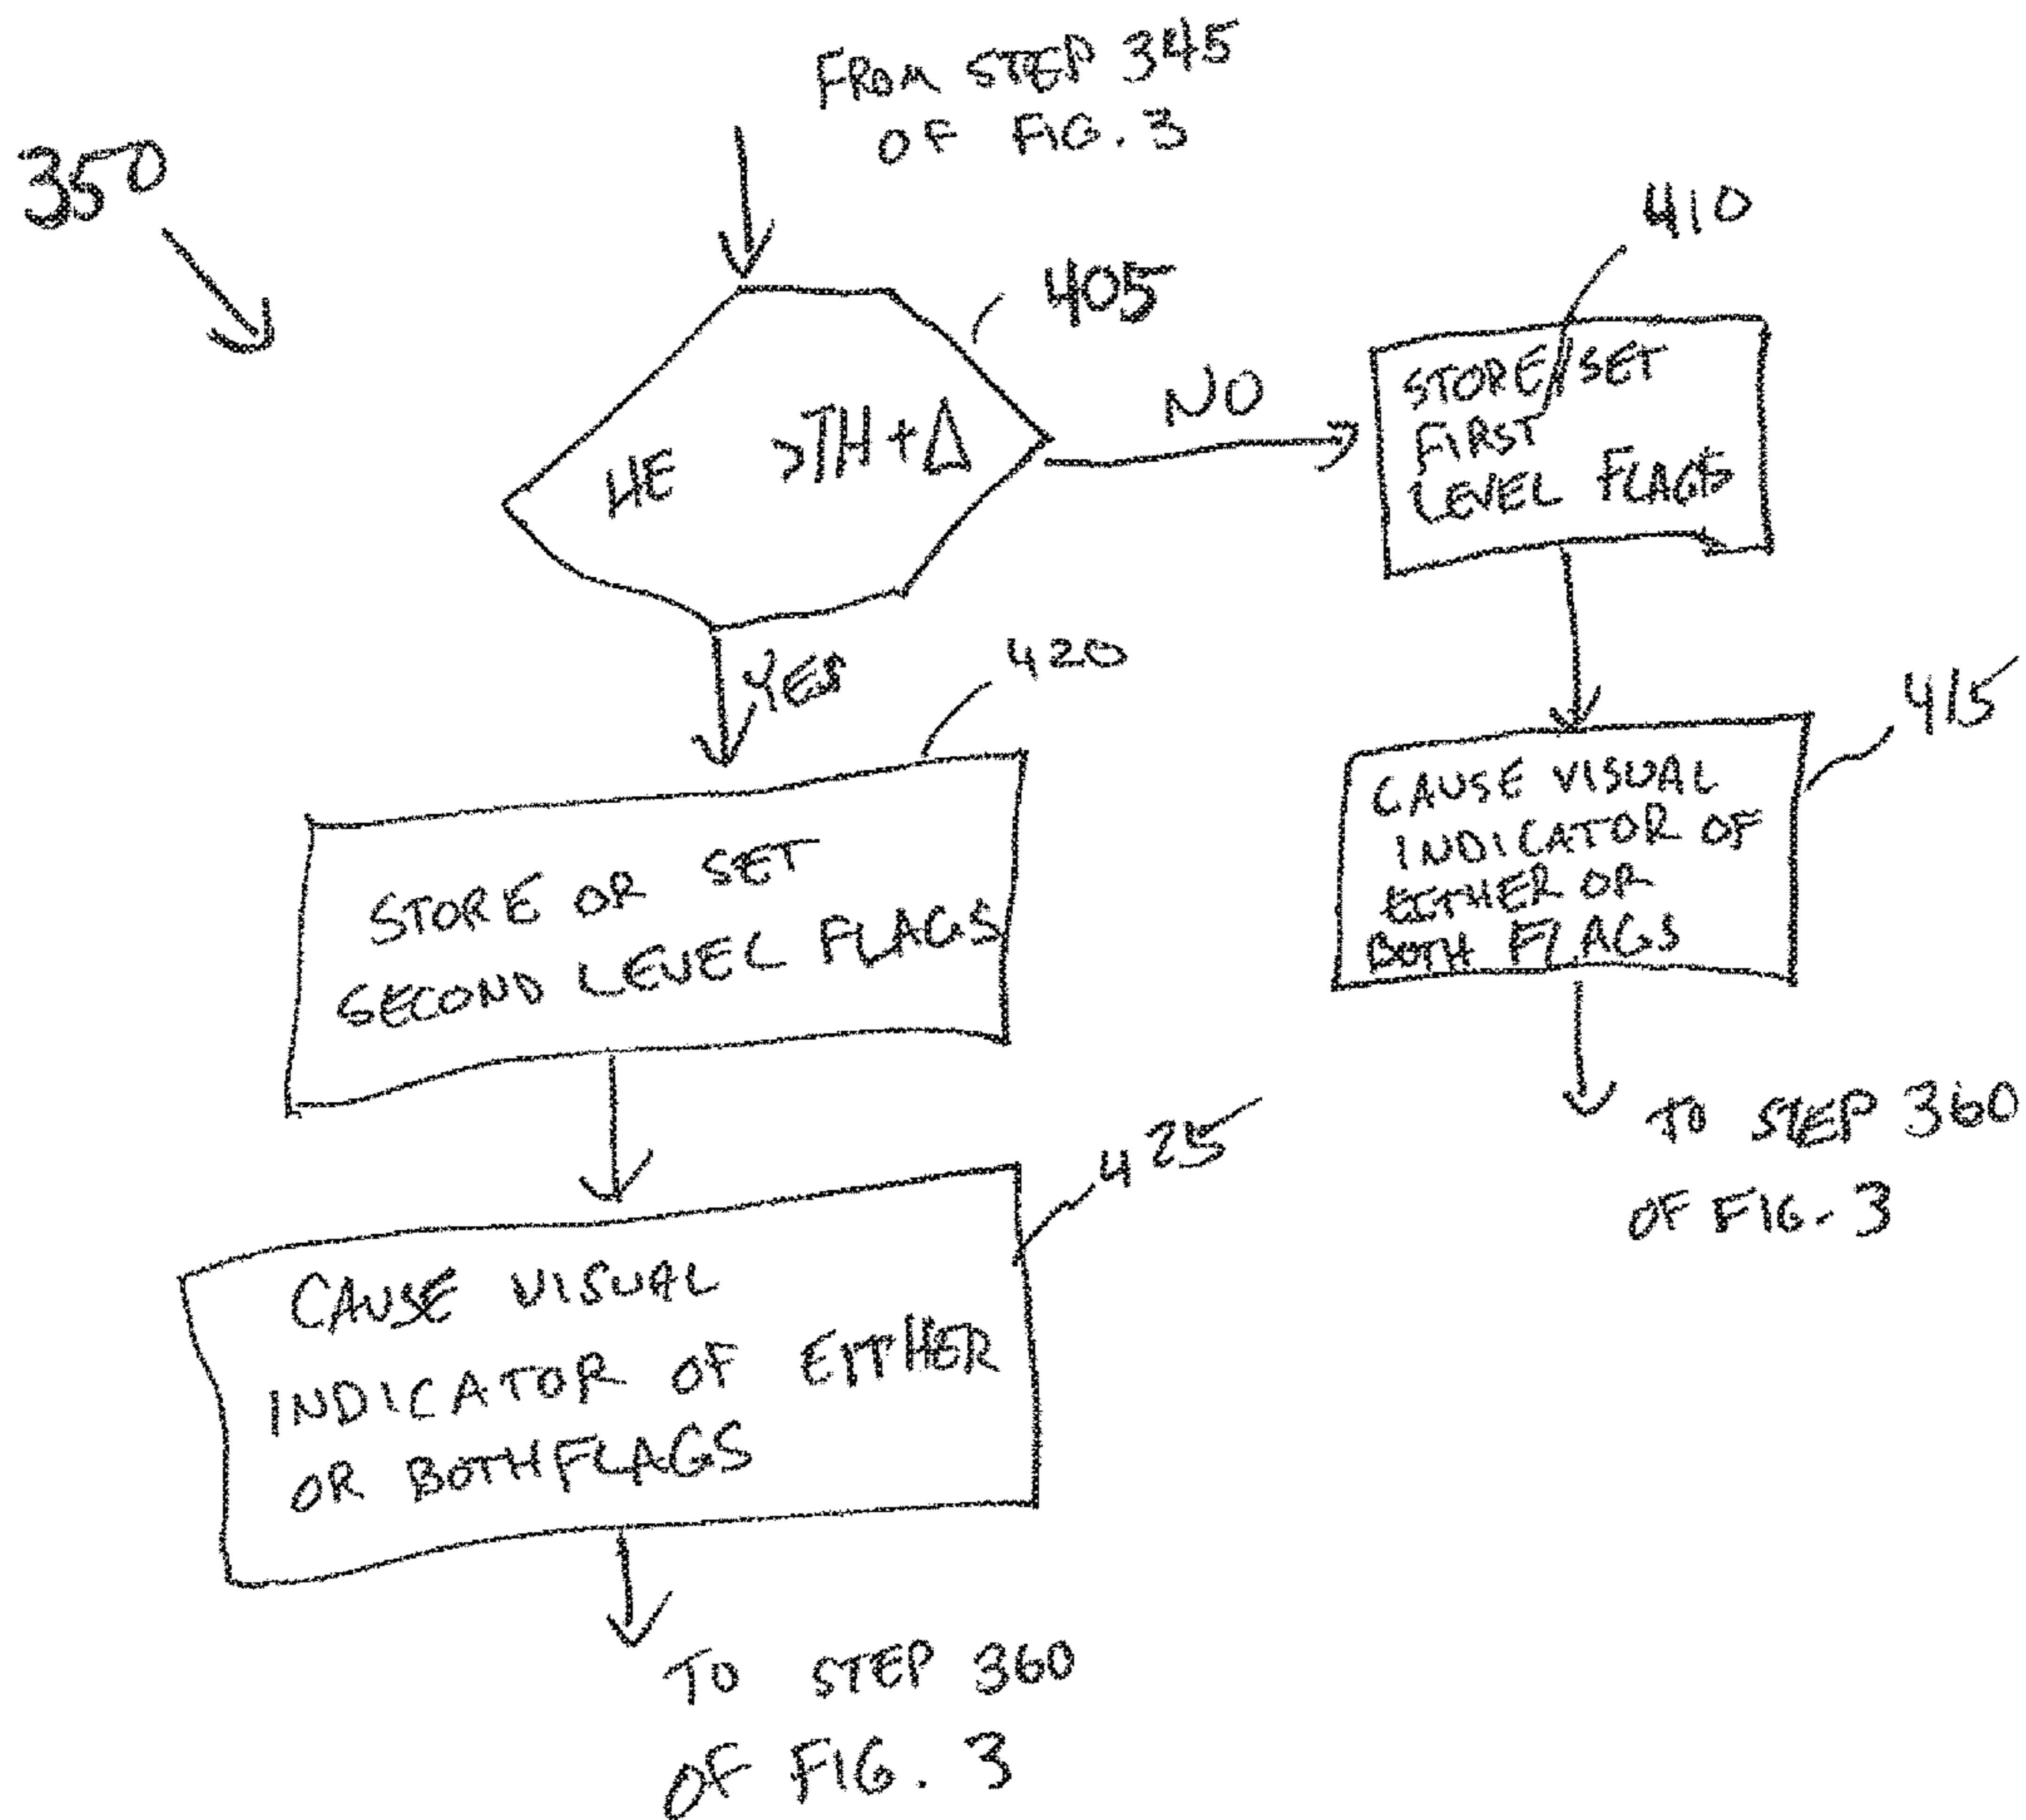 FROM STEP 345
OF FIG. 3
350
410
405
HE >TH+Δ
NO
STORE/SET
FIRST
LEVEL FLAGS
YES
420
415
CAUSE VISUAL
INDICATOR OF
EITHER OR
BOTH FLAGS
STORE OR SET
SECOND LEVEL FLAGS
TO STEP 360
OF FIG. 3
425
CAUSE VISUAL
INDICATOR OF EITHER
OR BOTH FLAGS
TO STEP 360
OF FIG. 3